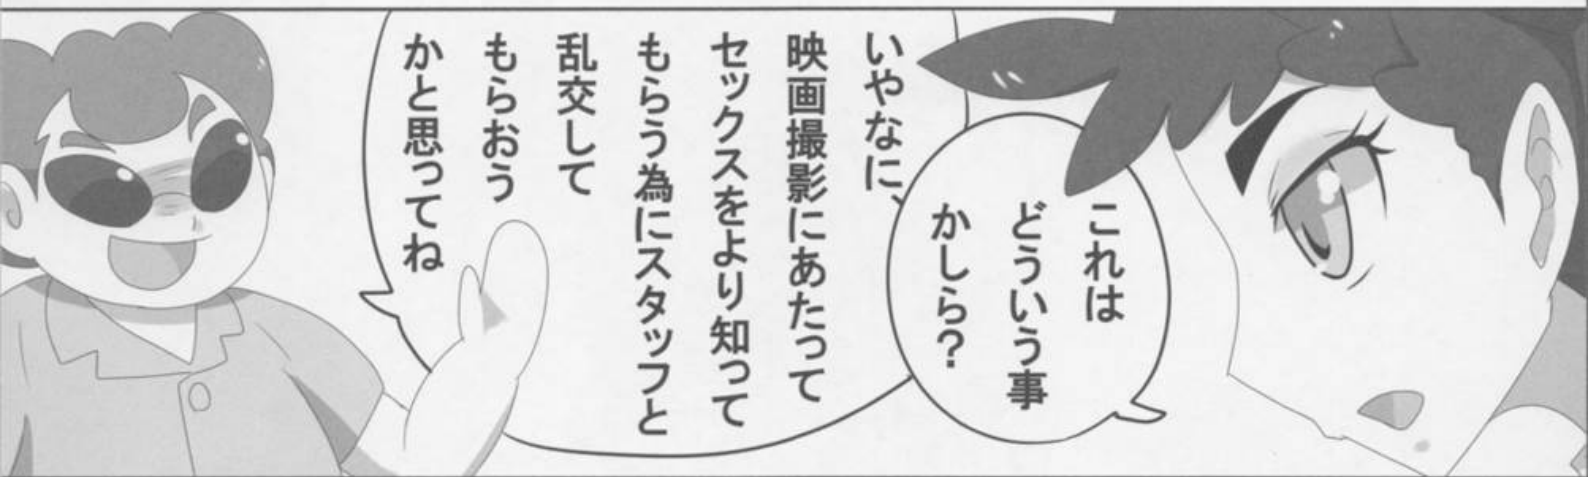 これは
どういう事
かしら？
いやなに、
映画撮影にあたって
セックスをより知って
もらう為にスタッフと
乱交して
もらおう
かと思ってね